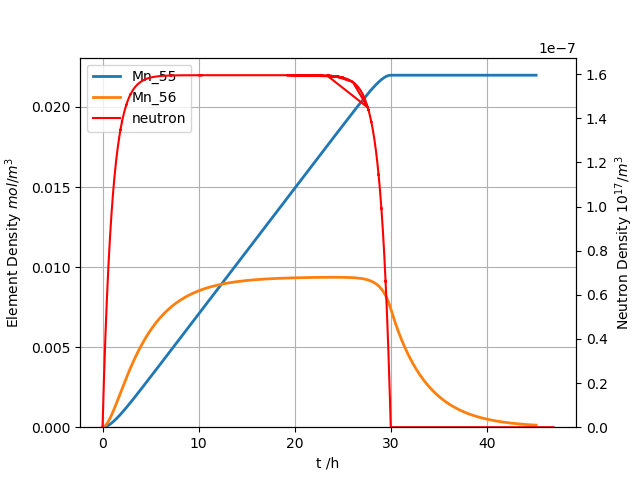 1e−7
Mn_55
Mn_56
neutron
Element Density mol/m³
0.020
0.015
0.010
0.005
0.000
1.6
1.4
1.2
1.0
0.8
0.6
0.4
0.2
0.0
Neutron Density 10¹⁷/m³
0 10 20 30 40
t /h